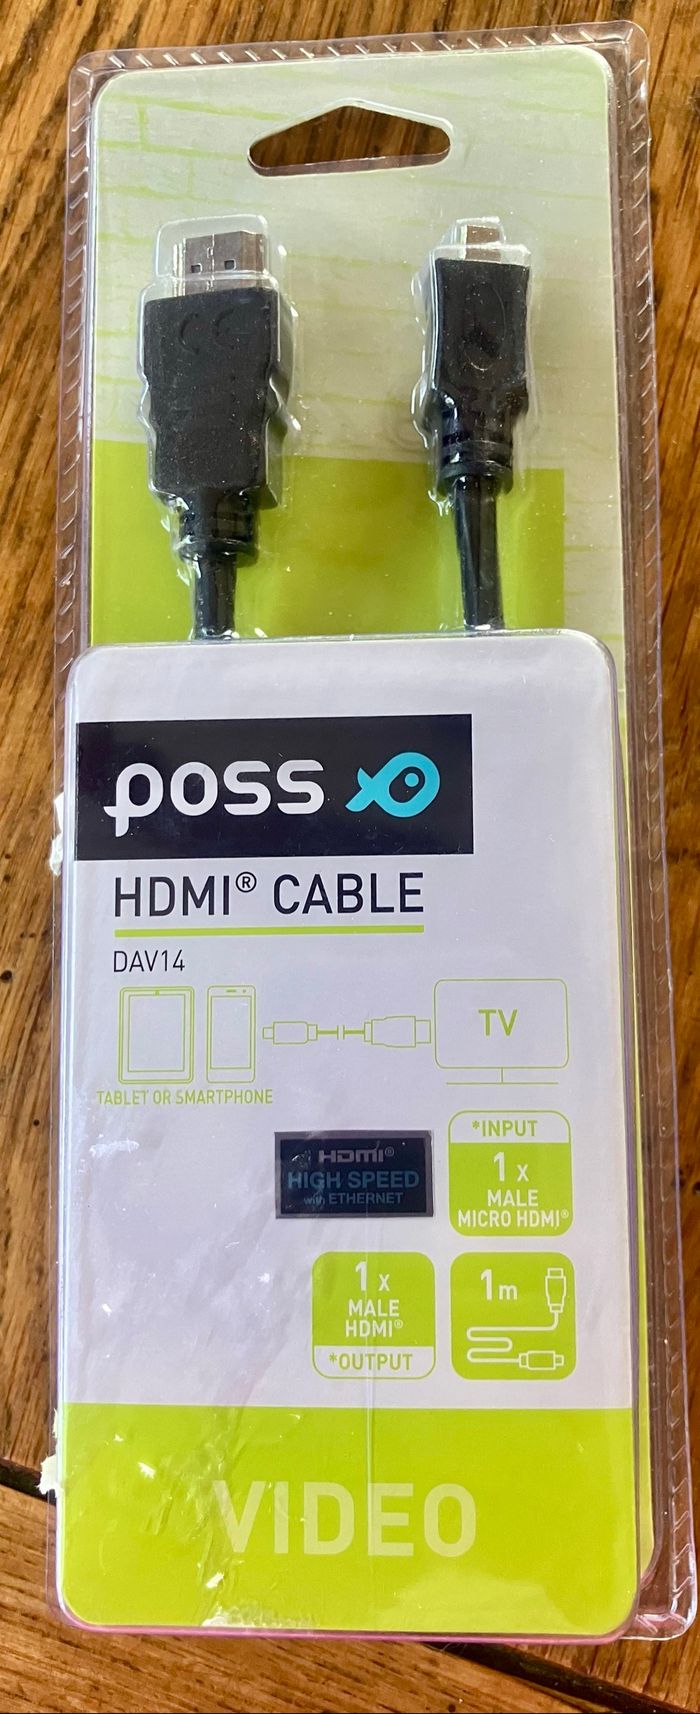 poss
HDMI® CABLE
DAV14
TV
TABLET OR SMARTPHONE
HDMI®
HIGH SPEED
with ETHERNET
*INPUT
1 x
MALE
MICRO HDMI®
1 x
MALE
HDMI®
*OUTPUT
1m
VIDEO